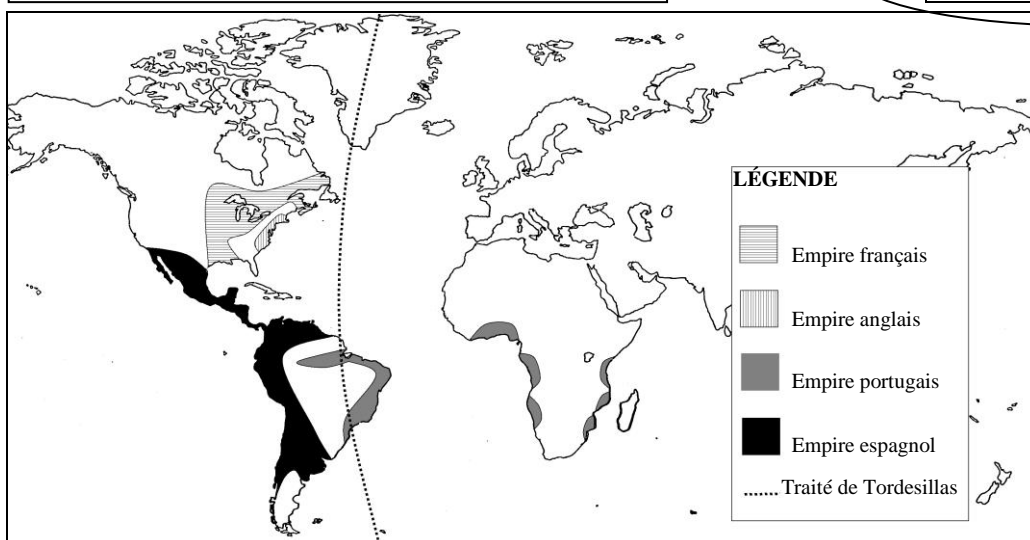 LÉGENDE
Empire français
Empire anglais
Empire portugais
Empire espagnol
Traité de Tordesillas